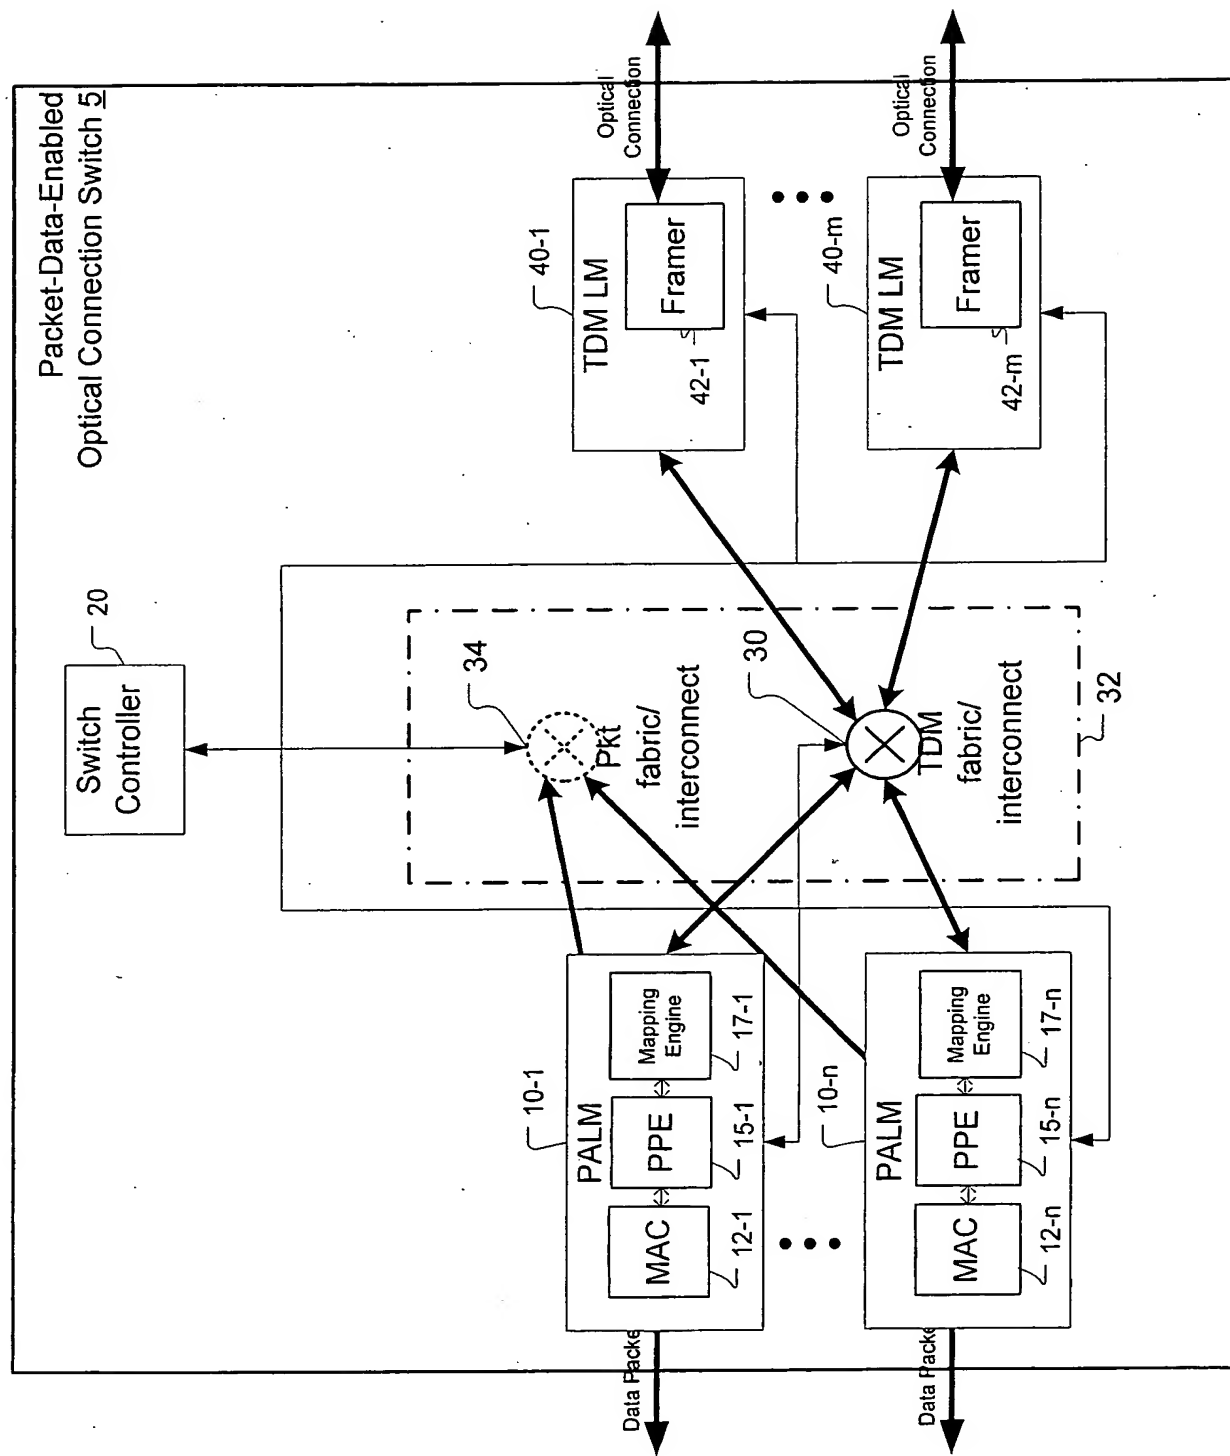 Packet-Data-Enabled
Optical Connection Switch 5
Switch
Controller
20
34
Pkt
fabric/
interconnect
30
TDM
fabric/
interconnect
32
10-1
PALM
MAC
PPE
Mapping
Engine
12-1
15-1
17-1
10-n
PALM
MAC
PPE
Mapping
Engine
12-n
15-n
17-n
Data Packe
Data Packe
40-1
TDM LM
Framer
42-1
40-m
TDM LM
Framer
42-m
Optical
Connection
Optical
Connection